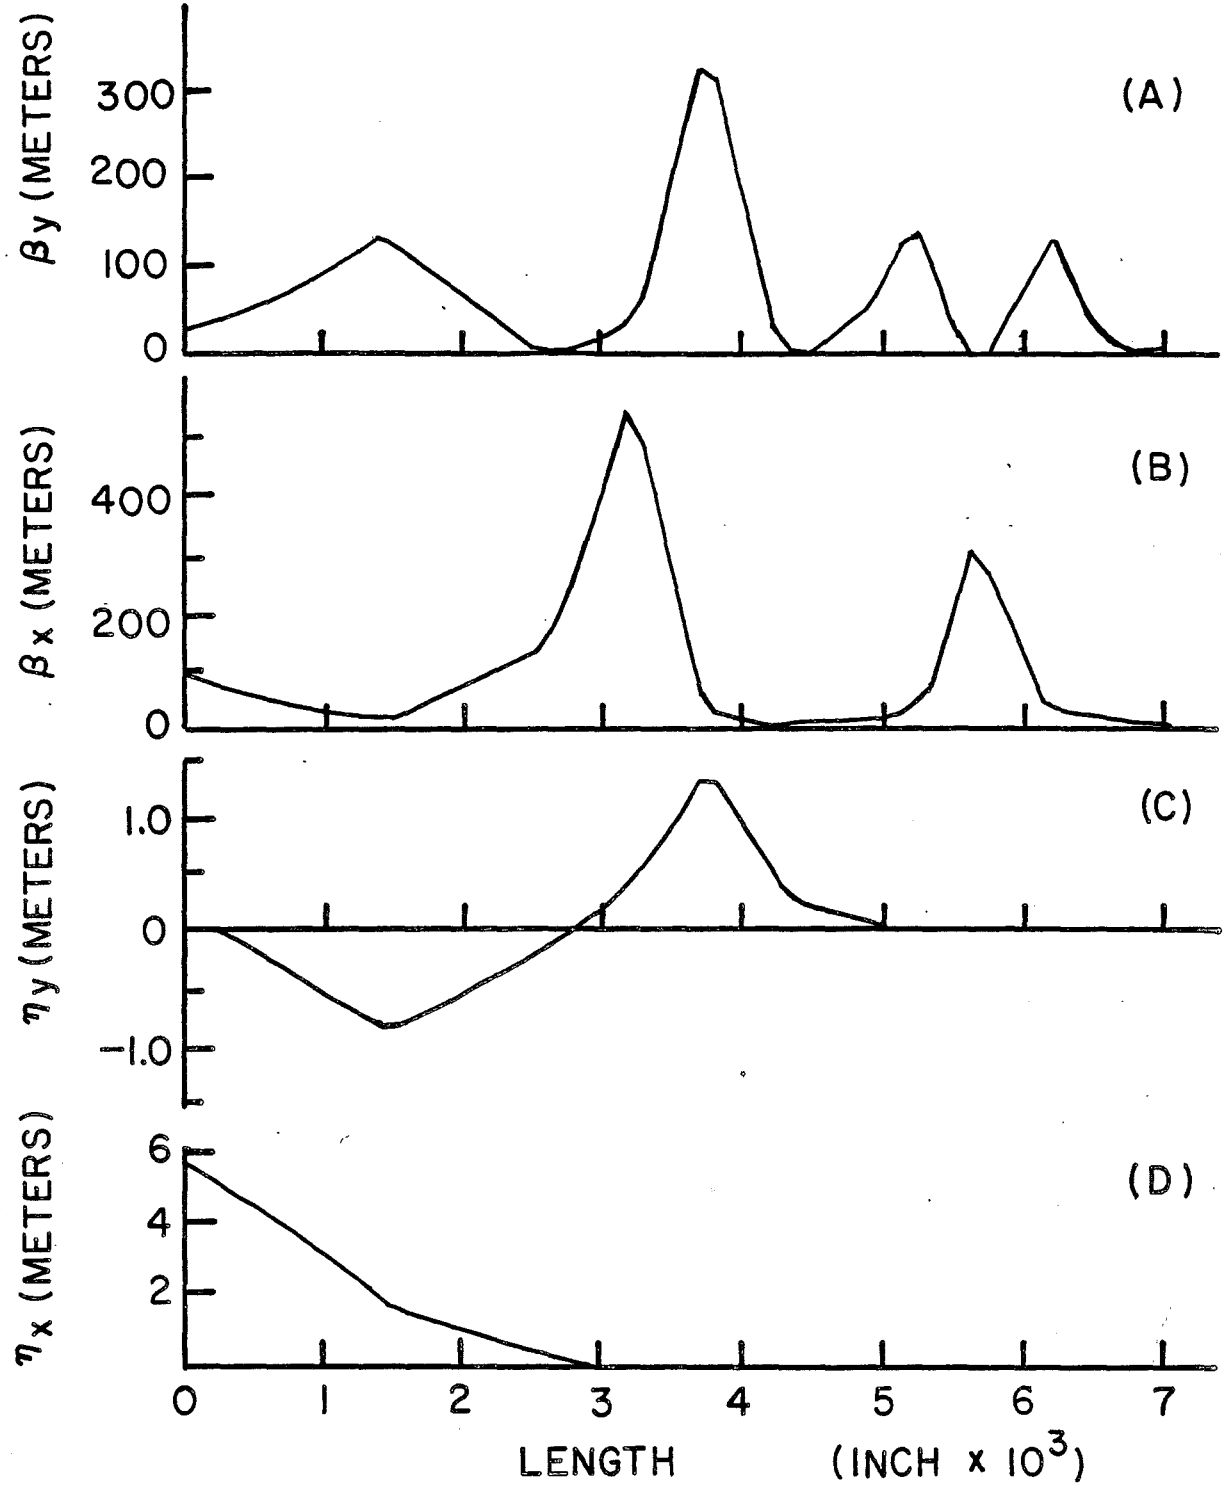 βy (METERS)
300
200
100
0
(A)
βx (METERS)
400
200
0
(B)
ηy (METERS)
1.0
0
-1.0
(C)
ηx (METERS)
6
4
2
(D)
0 1 2 3 4 5 6 7
LENGTH (INCH x 10³)